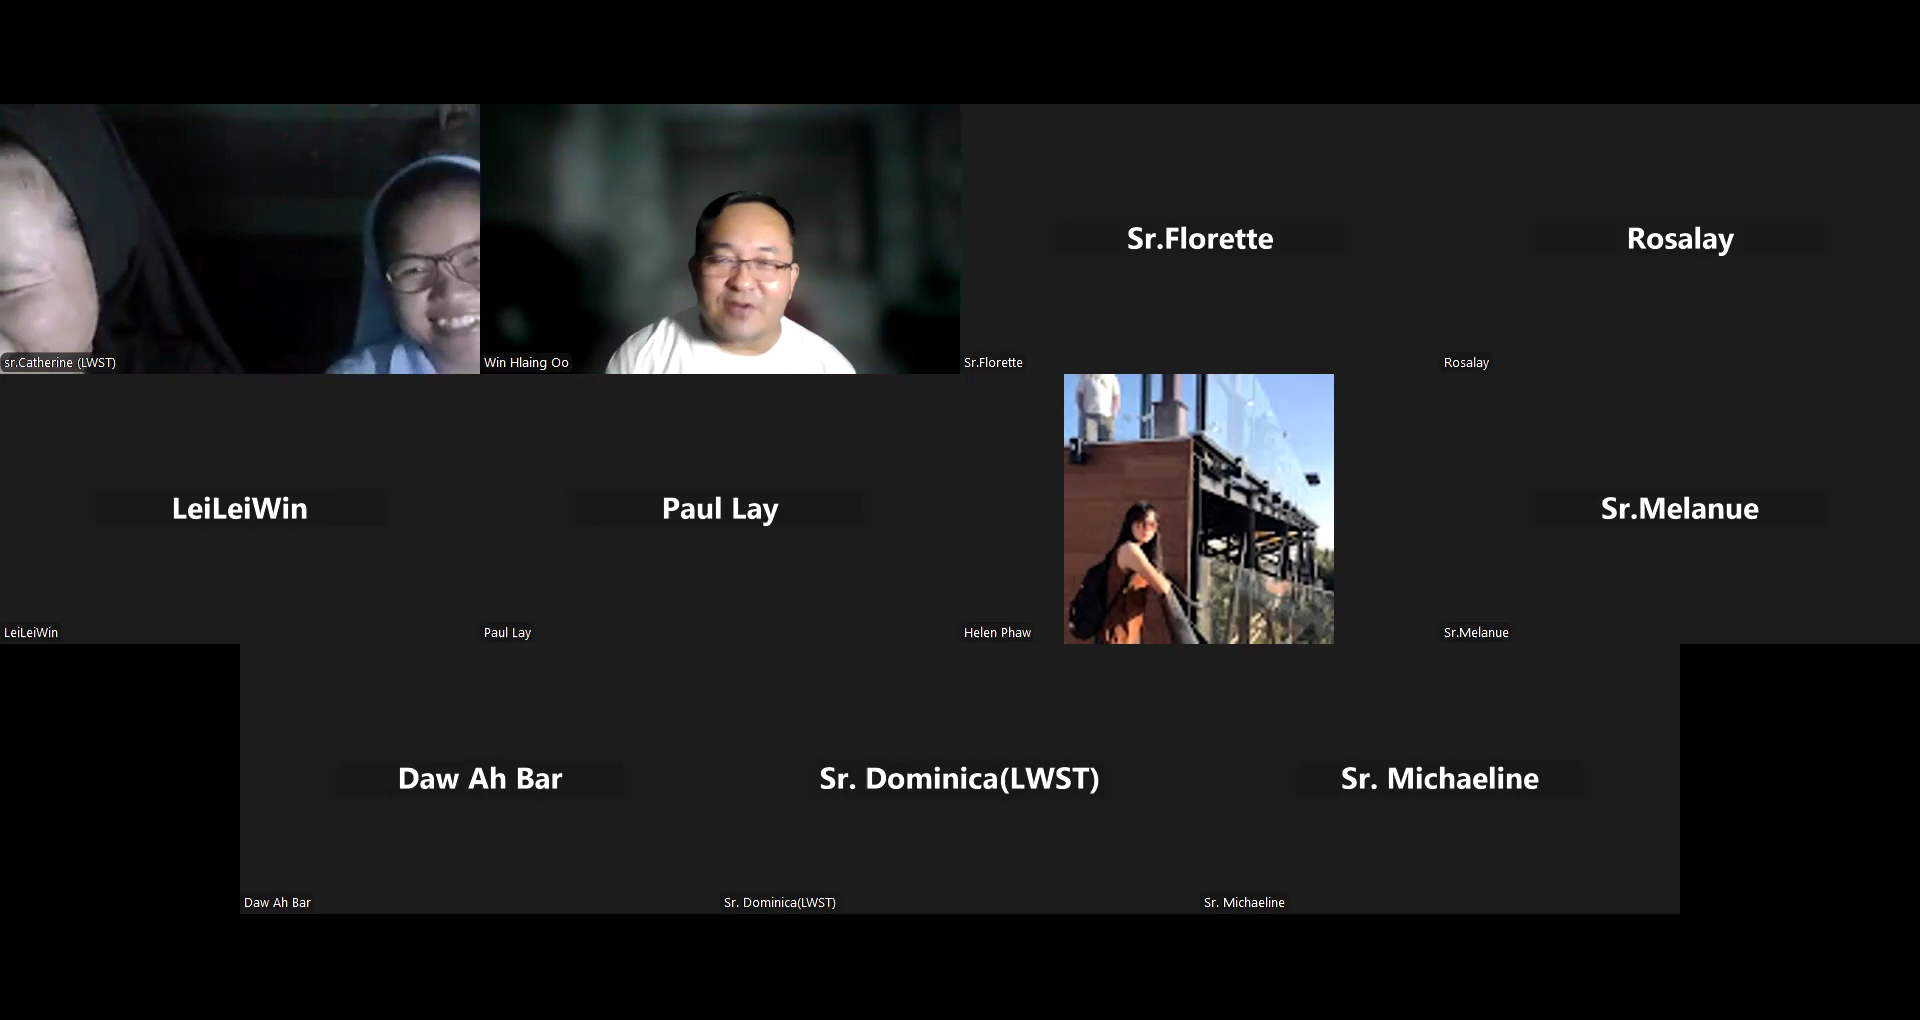 sr.Catherine (LWST)
Win Hlaing Oo
Sr.Florette
Sr.Florette
Rosalay
Rosalay
LeiLeiWin
LeiLeiWin
Paul Lay
Paul Lay
Helen Phaw
Sr.Melanue
Sr.Melanue
Daw Ah Bar
Daw Ah Bar
Sr. Dominica(LWST)
Sr. Dominica(LWST)
Sr. Michaeline
Sr. Michaeline